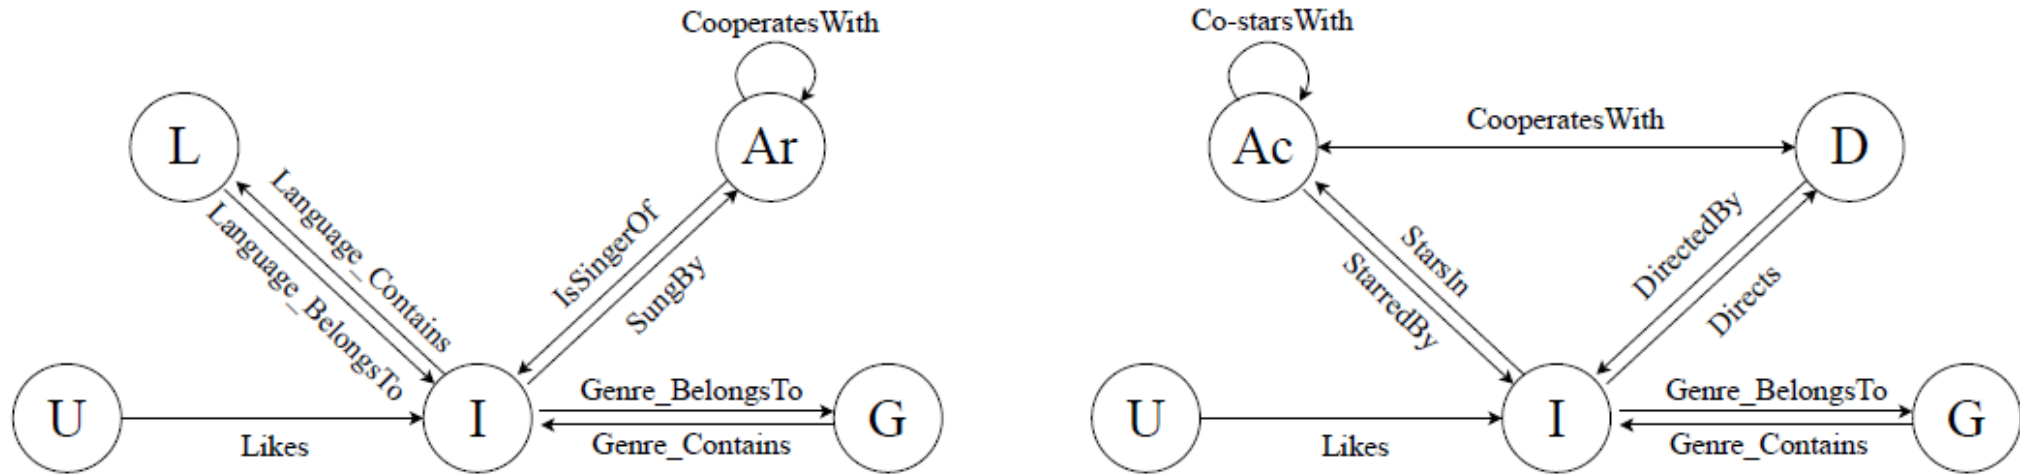 CooperatesWith
L
Ar
Language_Contains
Language_BelongsTo
IsSingerOf
SungBy
U
Likes
I
Genre_BelongsTo
Genre_Contains
G
Co-starsWith
Ac
CooperatesWith
D
StarsIn
StarredBy
DirectedBy
Directs
U
Likes
I
Genre_BelongsTo
Genre_Contains
G